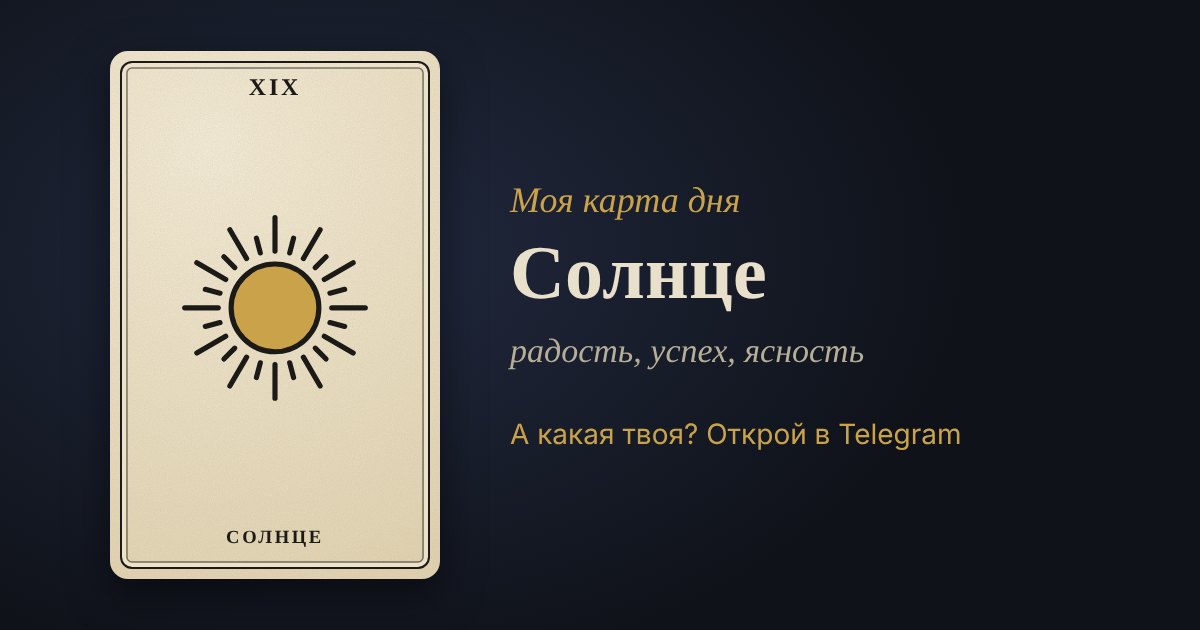 XIX
СОЛНЦЕ
Моя карта дня
Солнце
радость, успех, ясность
А какая твоя? Открой в Telegram